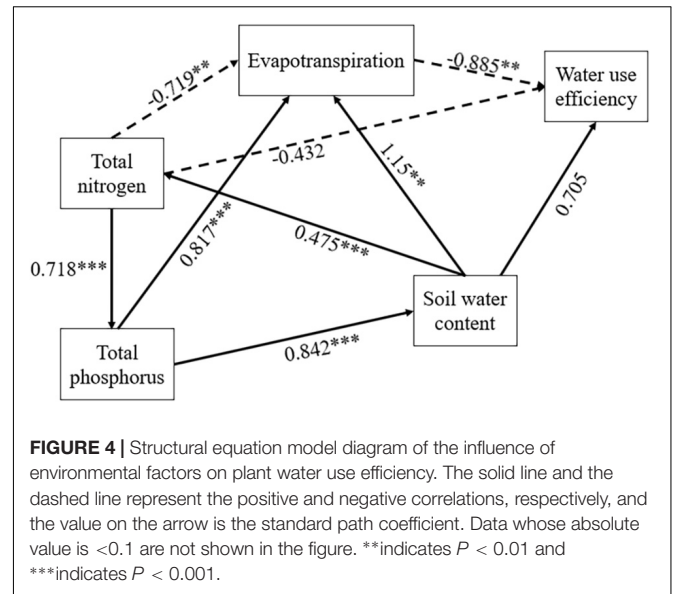 Evapotranspiration
-0.885**
Water use
efficiency
-0.719**
Total
nitrogen
-0.432
1.15**
0.705
0.817***
0.475***
0.718***
Soil water
content
Total
phosphorus
0.842***
FIGURE 4 | Structural equation model diagram of the influence of
environmental factors on plant water use efficiency. The solid line and the
dashed line represent the positive and negative correlations, respectively, and
the value on the arrow is the standard path coefficient. Data whose absolute
value is <0.1 are not shown in the figure. **indicates P < 0.01 and
***indicates P < 0.001.